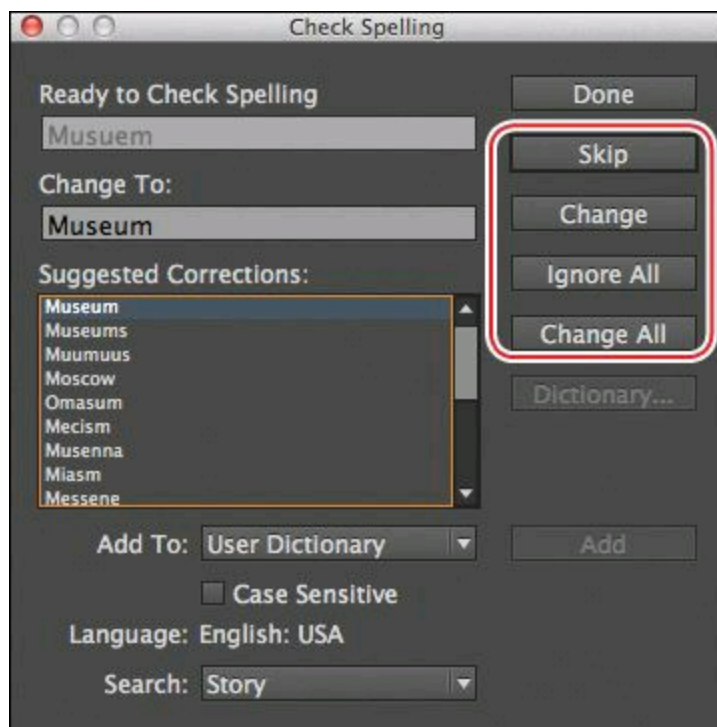 Check Spelling
Ready to Check Spelling
Done
Musuem
Skip
Change To:
Change
Museum
Suggested Corrections:
Ignore All
Museum
Museums
Change All
Muumuus
Moscow
Dictionary...
Omasum
Mecism
Musenna
Miasm
Messene
Add To: User Dictionary
Add
Case Sensitive
Language: English: USA
Search: Story